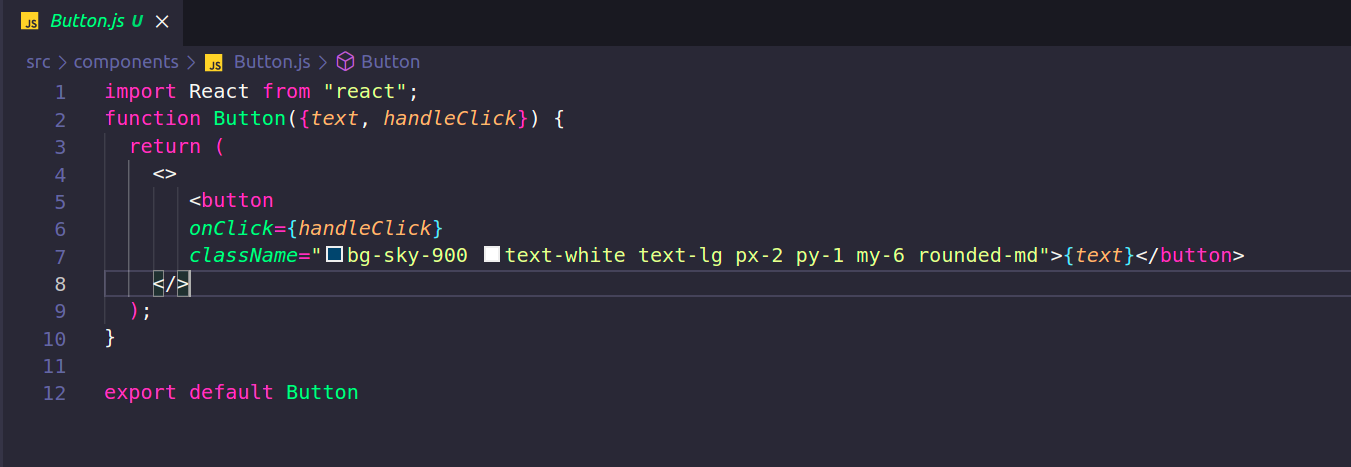 JS Button.js U ×
src > components > JS Button.js > Button
1 import React from "react";
2 function Button({text, handleClick}) {
3   return (
4     <>
5        <button
6        onClick={handleClick}
7        className="bg-sky-900 text-white text-lg px-2 py-1 my-6 rounded-md">{text}</button>
8     </>
9   );
10 }
11
12 export default Button